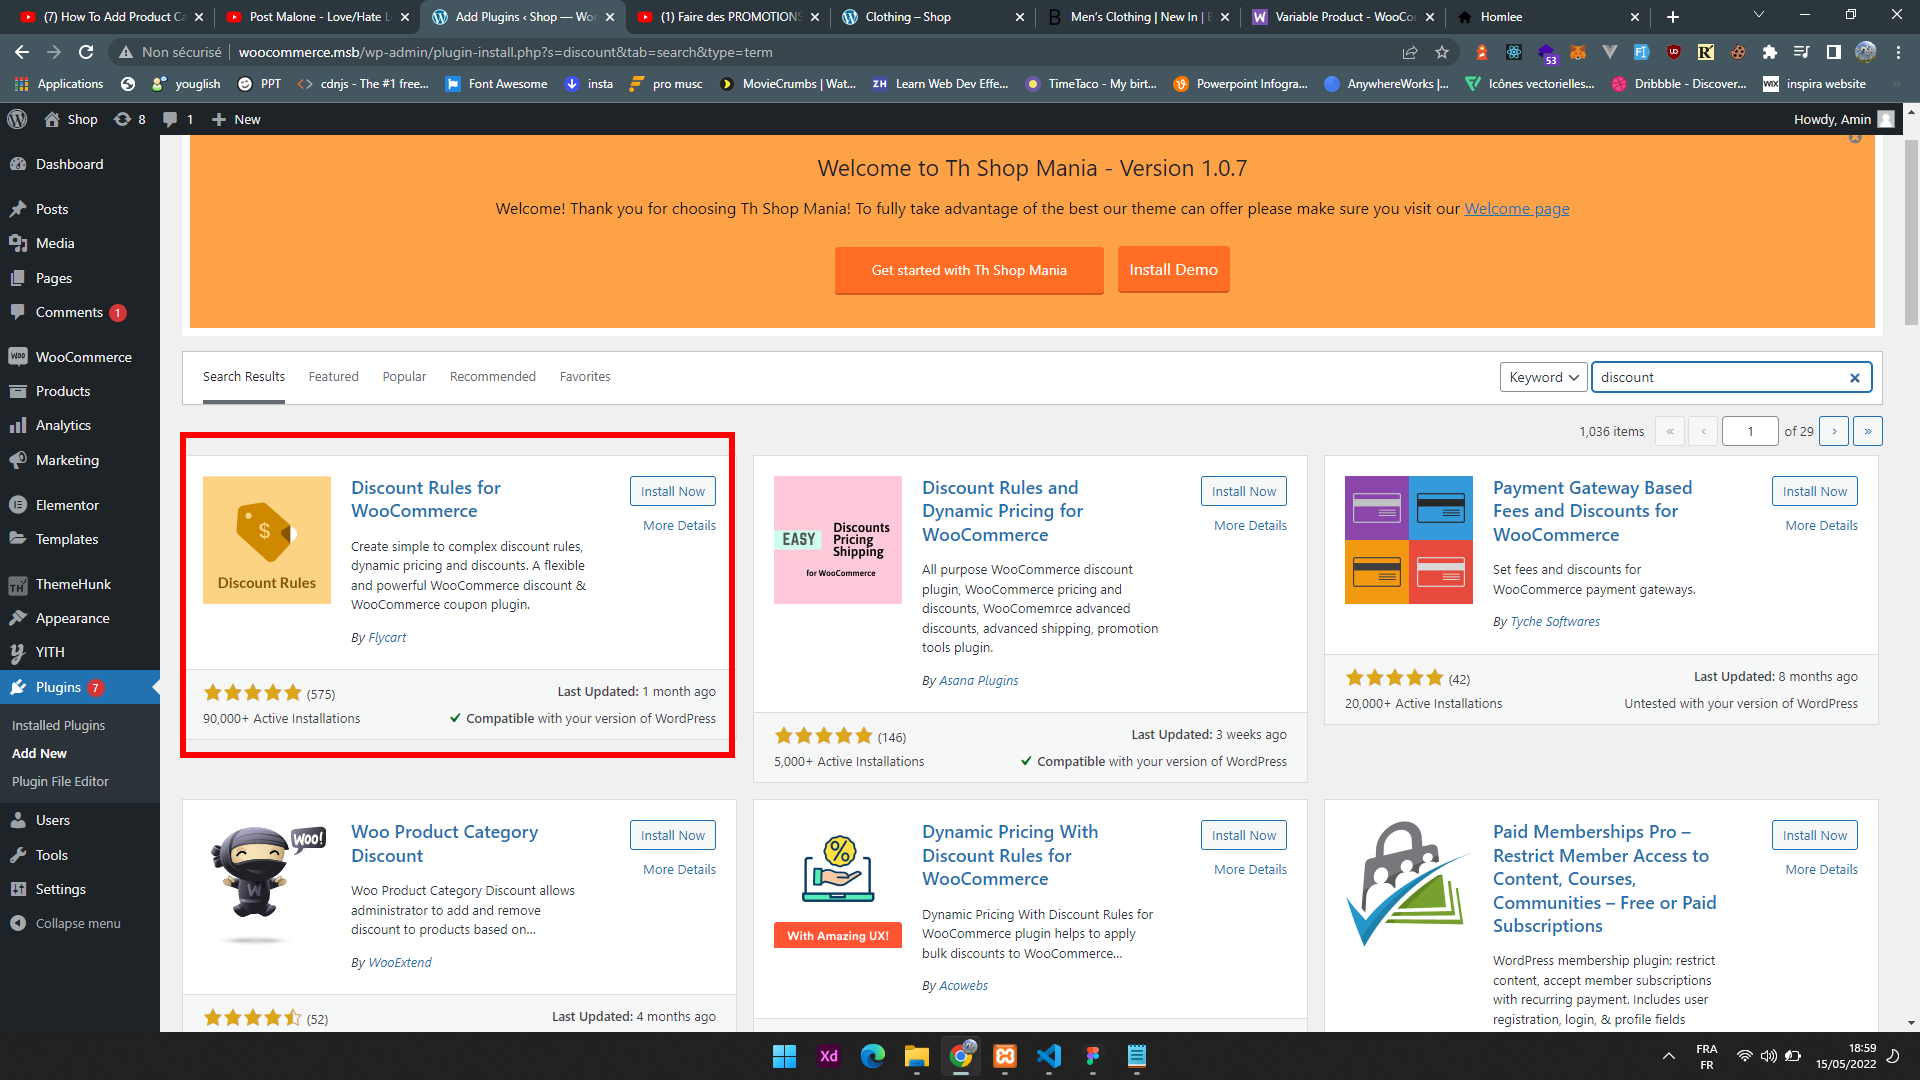 (7) How To Add Product Ca
Post Malone - Love/Hate L
Add Plugins ‹ Shop — Woo
(1) Faire des PROMOTIONS
Clothing – Shop
Men's Clothing | New In |
Variable Product - WooCo
Homlee
Non sécurisé
woocommerce.msb/wp-admin/plugin-install.php?s=discount&tab=search&type=term
53
Applications
youglish
PPT
cdnjs - The #1 free...
Font Awesome
insta
pro musc
MovieCrumbs | Wat...
ZH
Learn Web Dev Effe...
TimeTaco - My birt...
Powerpoint Infogra...
AnywhereWorks |...
Icônes vectorielles...
Dribbble - Discover...
WIX
inspira website
Shop
8
1
New
Howdy, Amin
Dashboard
Posts
Media
Pages
Comments 1
WooCommerce
Products
Analytics
Marketing
Elementor
Templates
ThemeHunk
Appearance
YITH
Plugins 7
Installed Plugins
Add New
Plugin File Editor
Users
Tools
Settings
Collapse menu
Welcome to Th Shop Mania - Version 1.0.7
Welcome! Thank you for choosing Th Shop Mania! To fully take advantage of the best our theme can offer please make sure you visit our Welcome page
Get started with Th Shop Mania
Install Demo
Search Results
Featured
Popular
Recommended
Favorites
Keyword
discount
1,036 items
«
‹
1
of 29
›
»
Discount Rules
Discount Rules for
WooCommerce
Install Now
More Details
Create simple to complex discount rules,
dynamic pricing and discounts. A flexible
and powerful WooCommerce discount &
WooCommerce coupon plugin.
By Flycart
(575)
Last Updated: 1 month ago
90,000+ Active Installations
Compatible with your version of WordPress
EASY
Discounts
Pricing
Shipping
for WooCommerce
Discount Rules and
Dynamic Pricing for
WooCommerce
Install Now
More Details
All purpose WooCommerce discount
plugin, WooCommerce pricing and
discounts, WooComemrce advanced
discounts, advanced shipping, promotion
tools plugin.
By Asana Plugins
(146)
Last Updated: 3 weeks ago
5,000+ Active Installations
Compatible with your version of WordPress
Payment Gateway Based
Fees and Discounts for
WooCommerce
Install Now
More Details
Set fees and discounts for
WooCommerce payment gateways.
By Tyche Softwares
(42)
Last Updated: 8 months ago
20,000+ Active Installations
Untested with your version of WordPress
WOO!
Woo Product Category
Discount
Install Now
More Details
Woo Product Category Discount allows
administrator to add and remove
discount to products based on...
By WooExtend
(52)
Last Updated: 4 months ago
With Amazing UX!
Dynamic Pricing With
Discount Rules for
WooCommerce
Install Now
More Details
Dynamic Pricing With Discount Rules for
WooCommerce plugin helps to apply
bulk discounts to WooCommerce...
By Acowebs
Paid Memberships Pro –
Restrict Member Access to
Content, Courses,
Communities – Free or Paid
Subscriptions
Install Now
More Details
WordPress membership plugin: restrict
content, accept member subscriptions
with recurring payment. Includes user
registration, login, & profile fields
Xd
FRA
FR
18:59
15/05/2022